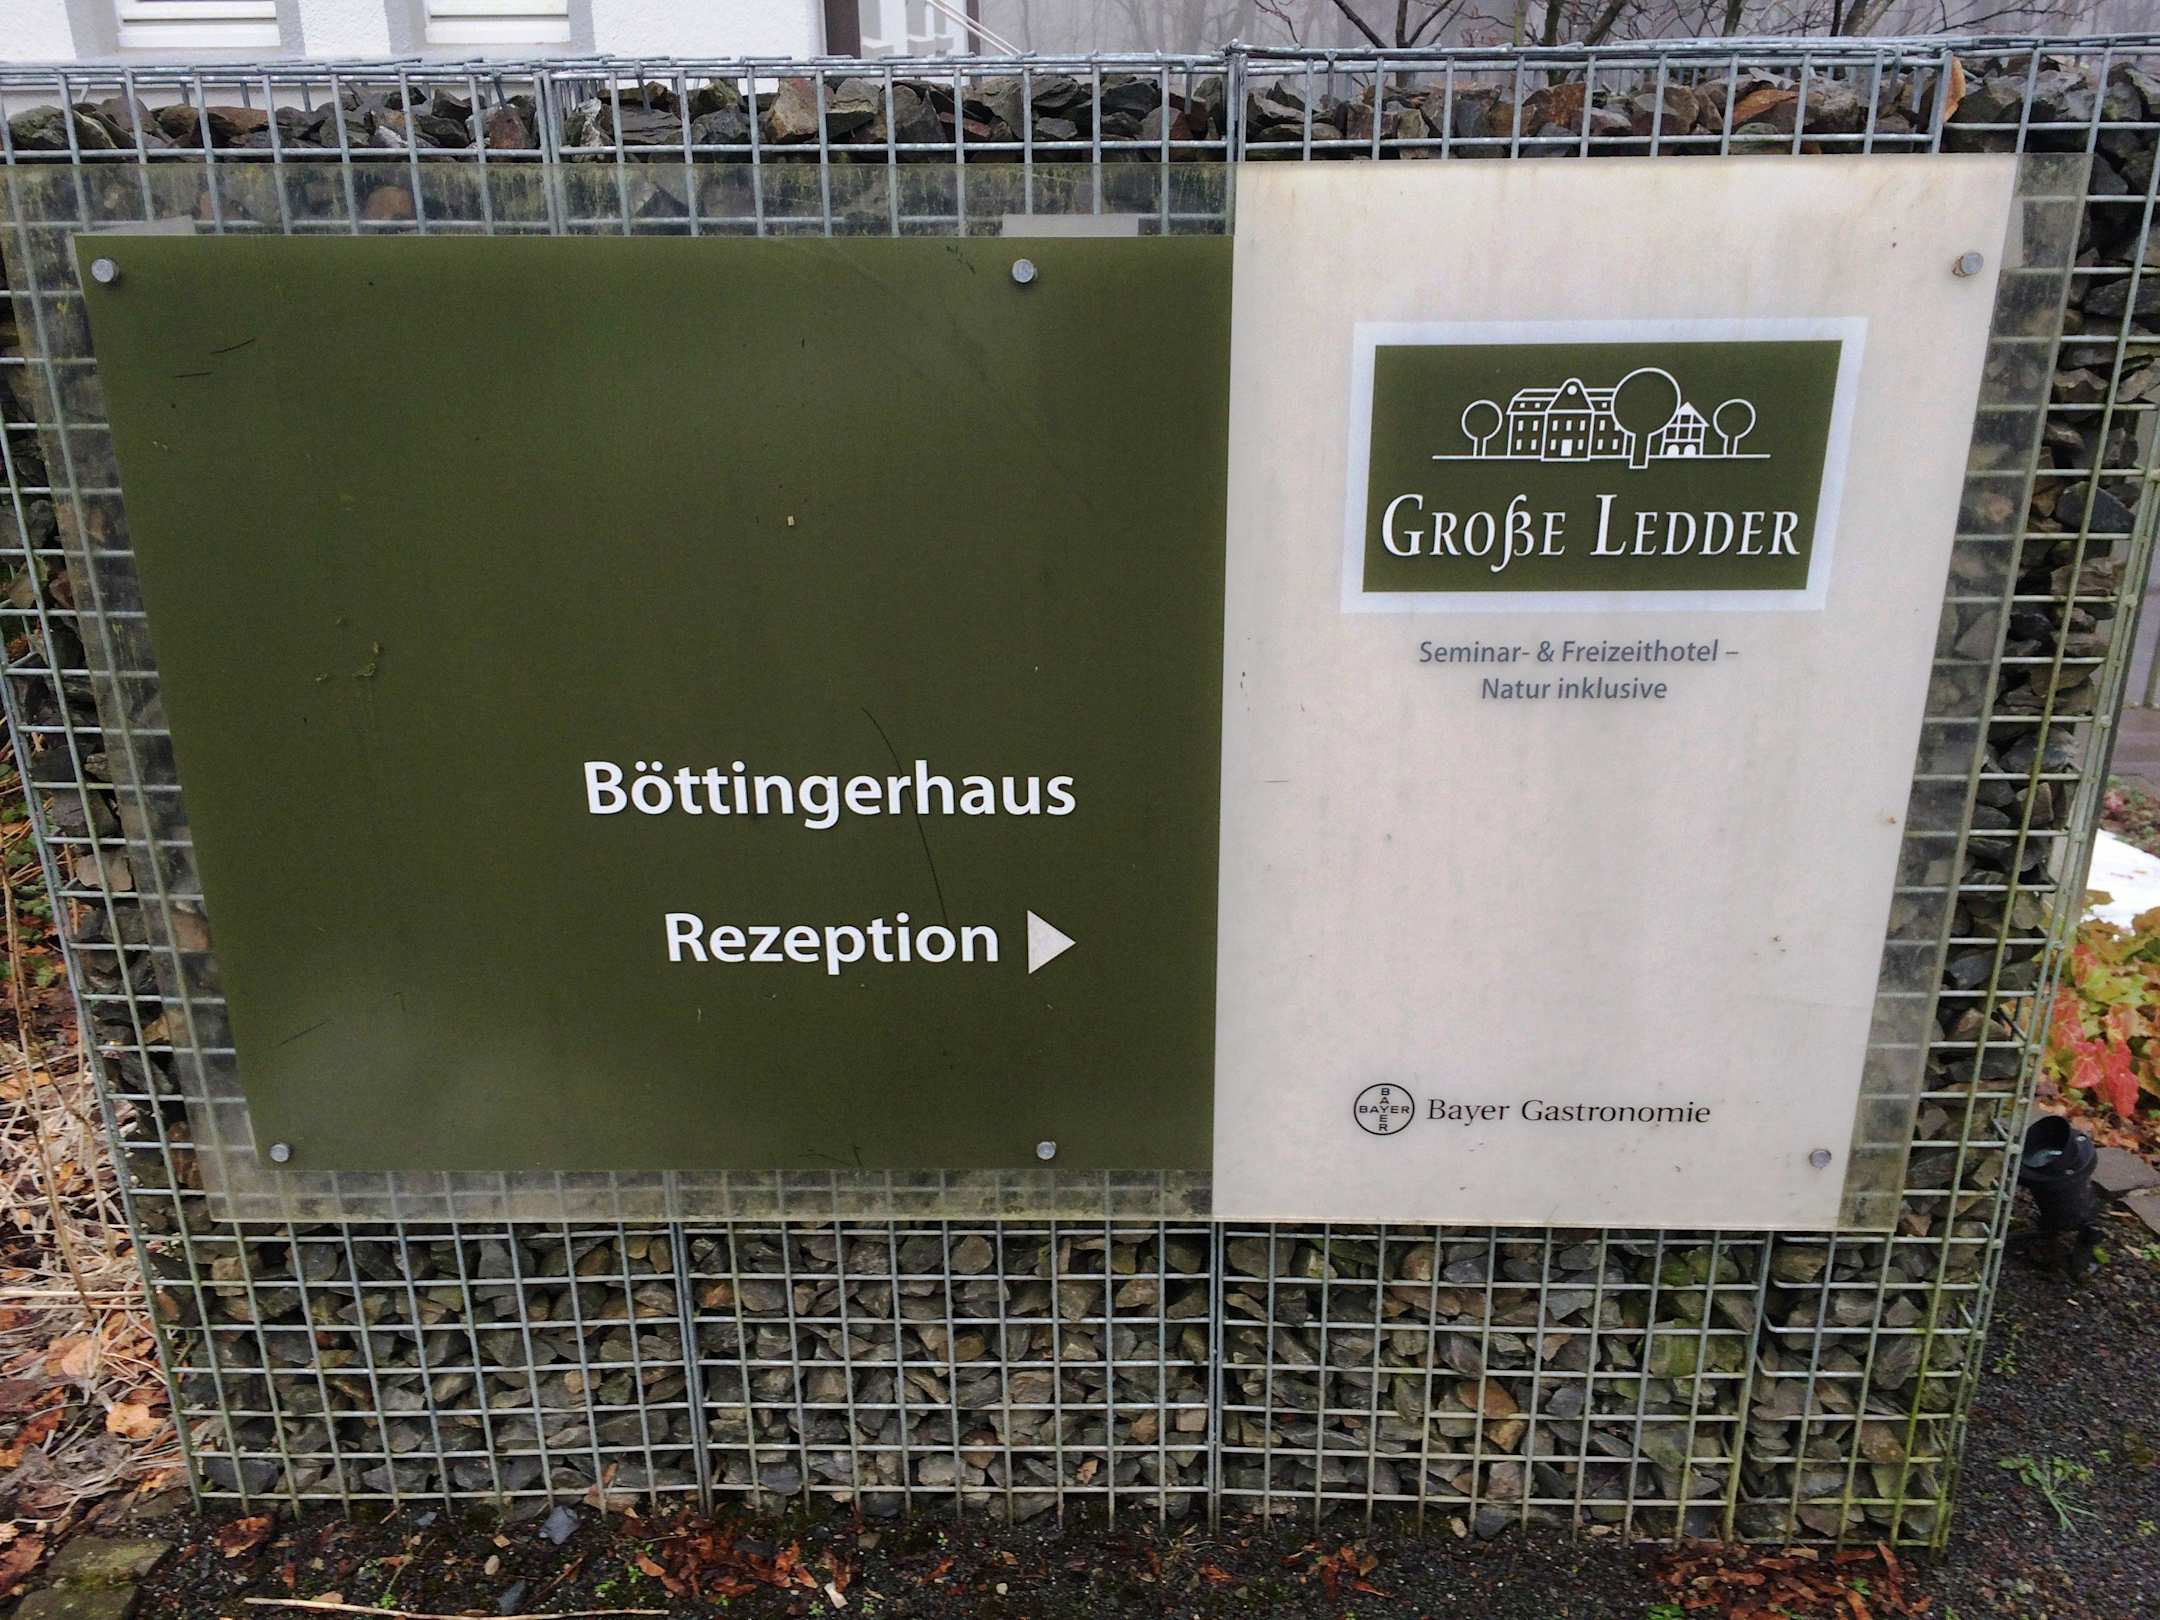 Böttingerhaus
Rezeption
GROẞE LEDDER
Seminar- & Freizeithotel –
Natur inklusive
BAYER
BAYER
Bayer Gastronomie